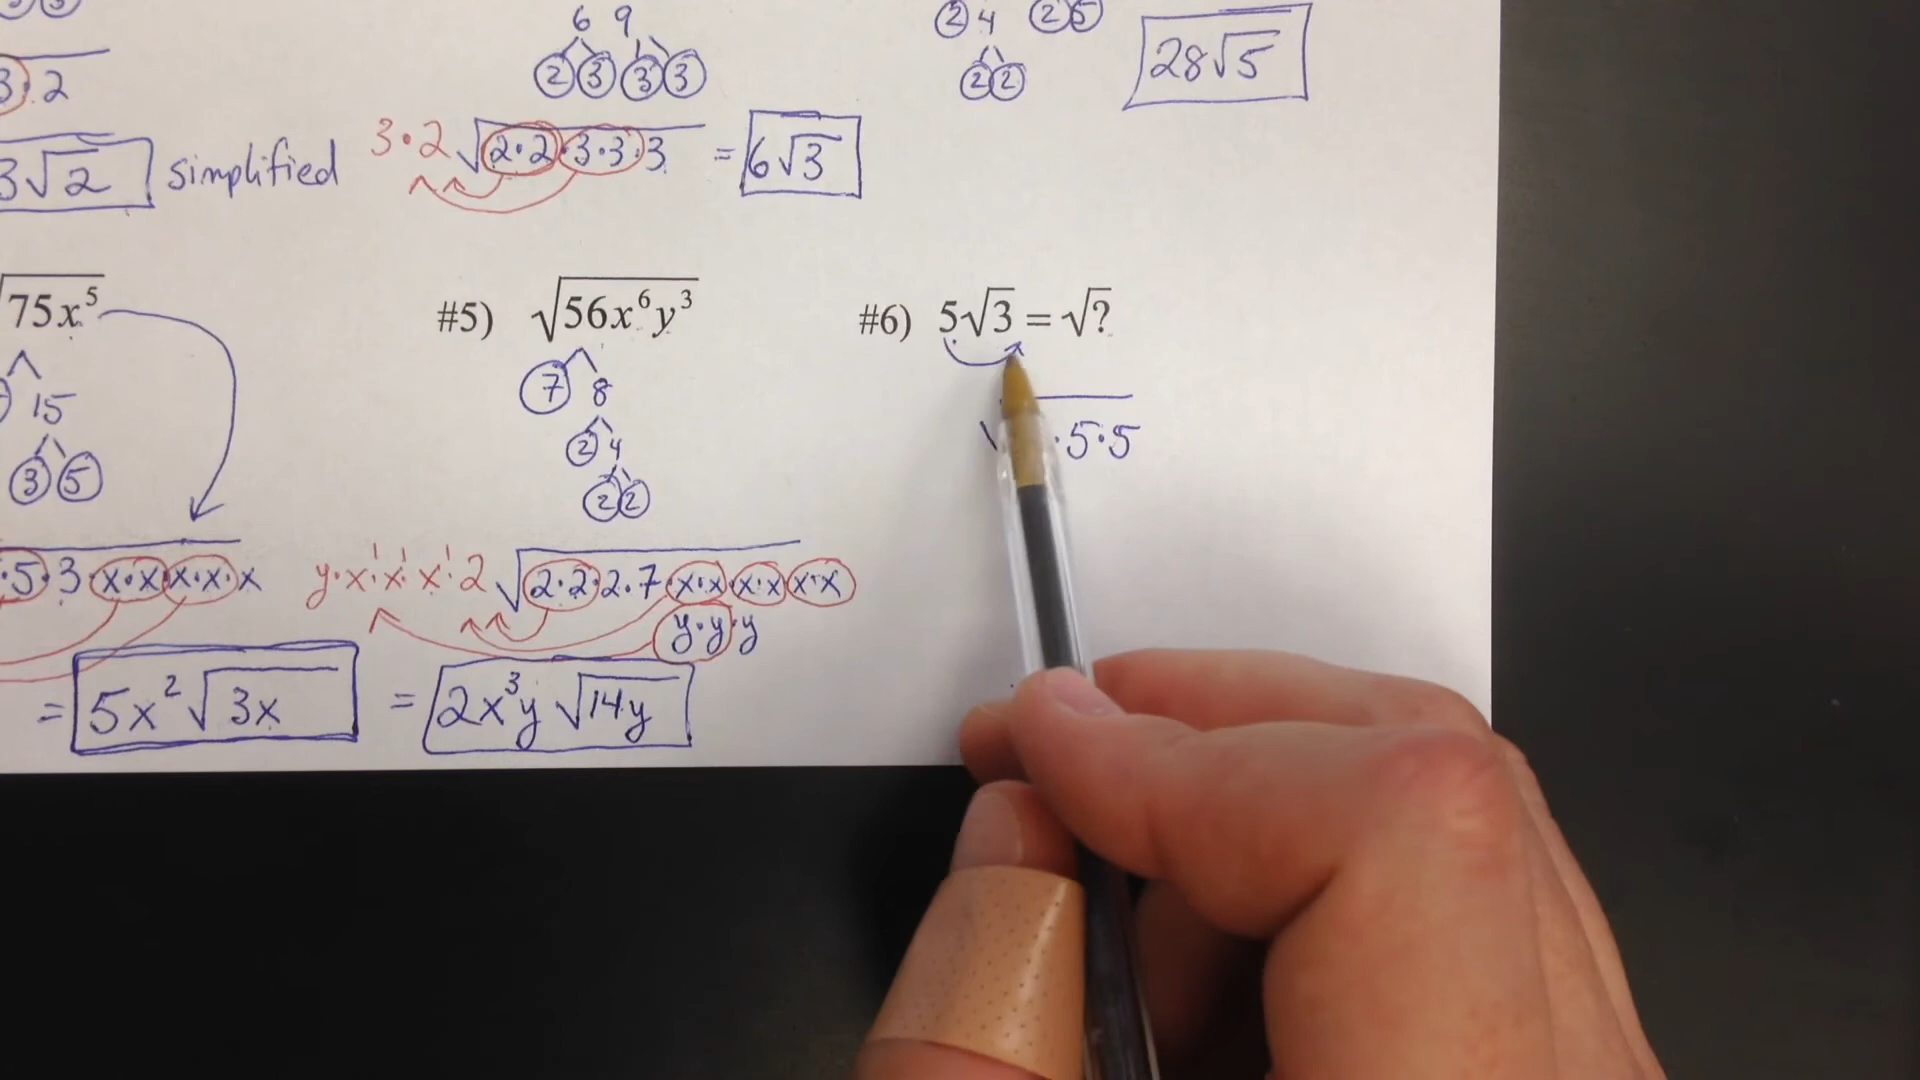 6 9
2 4 2 5
2 3 3 3
2 2
28√5
3·2
3·2√2·2·3·3·3 = 6√3
3√2 simplified
75x⁵
#5) √56x⁶y³
#6) 5√3 = √?
7 8
15
2 4
·5·5
3 5
2 2
·5·3·x·x·x·x·x
y·x·x·x·2√2·2·2·7·x·x·x·x·x·x
y·y·y
= 5x²√3x
= 2x³y√14y